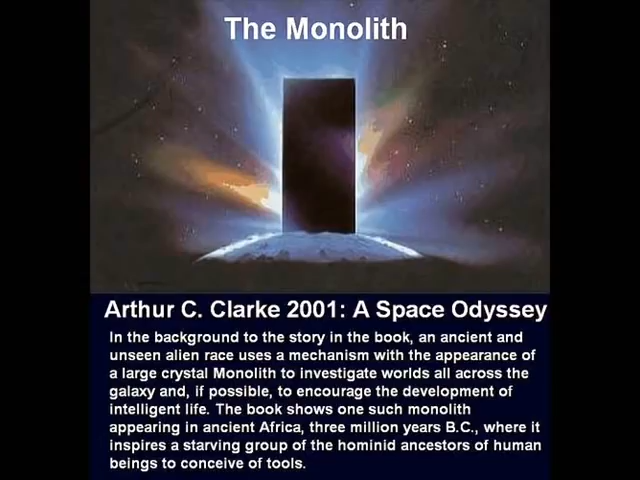 The Monolith
Arthur C. Clarke 2001: A Space Odyssey
In the background to the story in the book, an ancient and
unseen alien race uses a mechanism with the appearance of
a large crystal Monolith to investigate worlds all across the
galaxy and, if possible, to encourage the development of
intelligent life. The book shows one such monolith
appearing in ancient Africa, three million years B.C., where it
inspires a starving group of the hominid ancestors of human
beings to conceive of tools.